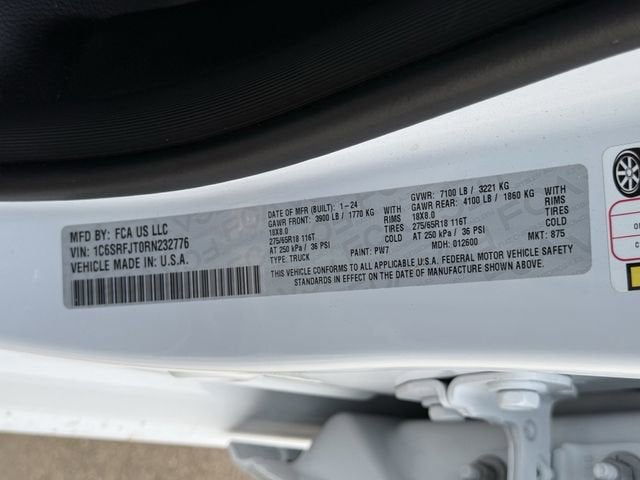 MFD BY: FCA US LLC
VIN: 1C6SRFJT0RN232776
VEHICLE MADE IN U.S.A.
DATE OF MFR (BUILT): 1-24
GAWR FRONT: 3900 LB / 1770 KG WITH
18X8.0 RIMS
275/65R18 116T TIRES
AT 250 kPa / 36 PSI COLD
TYPE: TRUCK PAINT: PW7
GVWR: 7100 LB / 3221 KG
GAWR REAR: 4100 LB / 1860 KG WITH
18X8.0 RIMS
275/65R18 116T TIRES
AT 250 kPa / 36 PSI COLD
MDH: 012600 MKT: 875
THIS VEHICLE CONFORMS TO ALL APPLICABLE U.S.A. FEDERAL MOTOR VEHICLE SAFETY
STANDARDS IN EFFECT ON THE DATE OF MANUFACTURE SHOWN ABOVE.